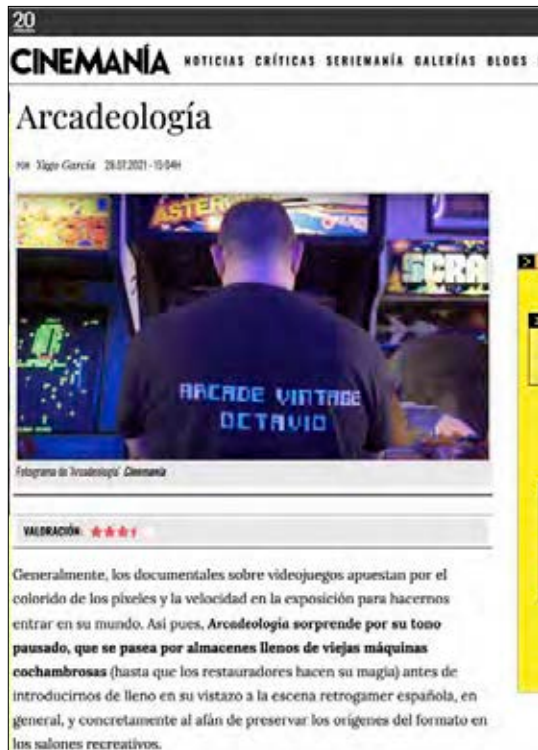 20
CINEMANÍA NOTICIAS CRÍTICAS SERIEMANÍA GALERÍAS BLOGS
Arcadeología
POR Yago García 28.07.2021 - 13:04H
ASTER
SCRA
ARCADE VINTAGE
OCTAVIO
Fotograma de 'Arcadeología' Cinemanía
VALORACIÓN:
Generalmente, los documentales sobre videojuegos apuestan por el
colorido de los píxeles y la velocidad en la exposición para hacernos
entrar en su mundo. Así pues, Arcadeología sorprende por su tono
pausado, que se pasea por almacenes llenos de viejas máquinas
cochambrosas (hasta que los restauradores hacen su magia) antes de
introducirnos de lleno en su vistazo a la escena retrogamer española, en
general, y concretamente al afán de preservar los orígenes del formato en
los salones recreativos.